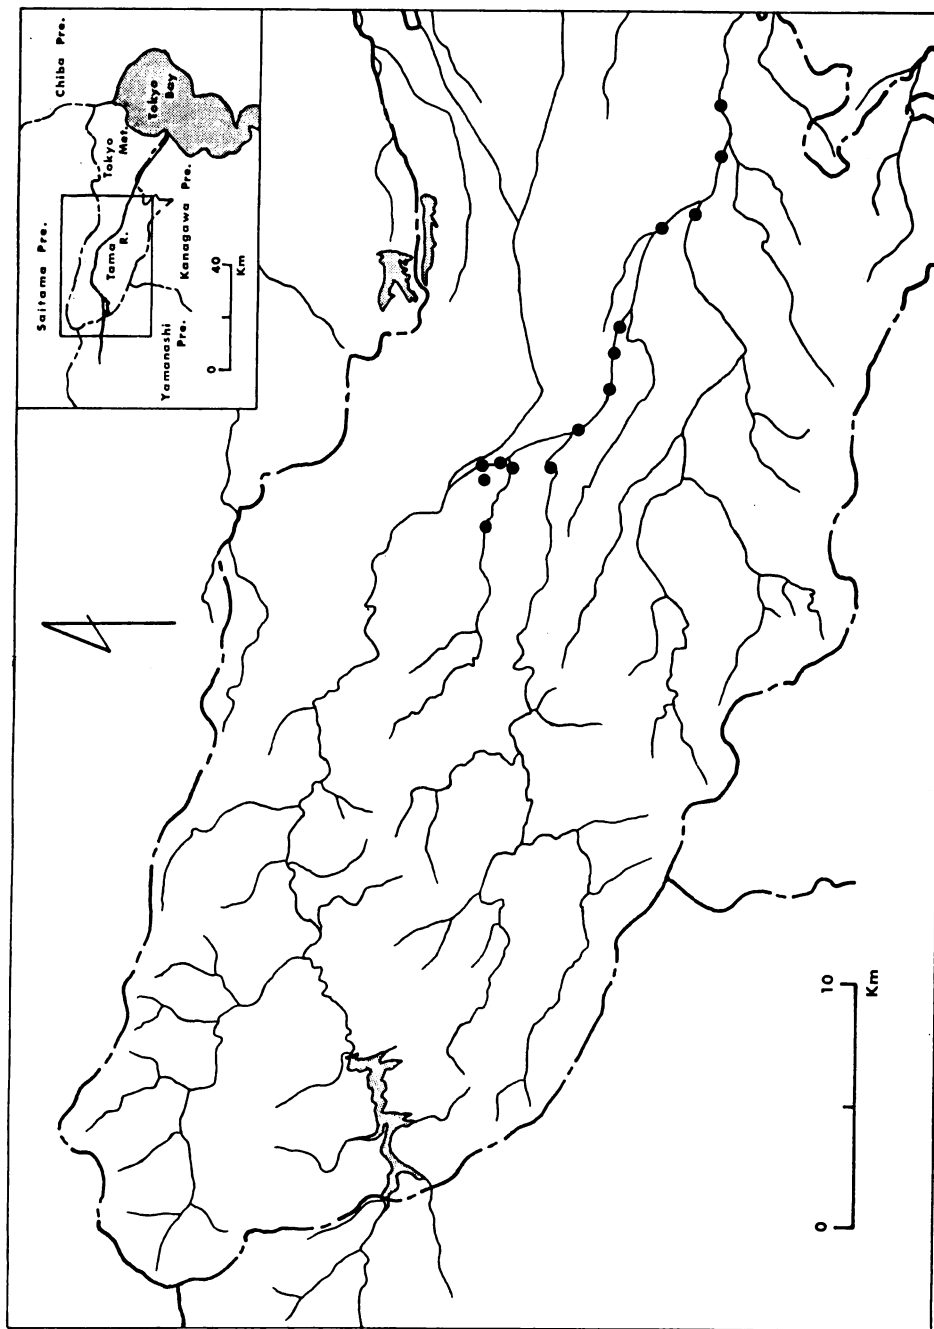 Saitama Pre.
Chiba Pre.
Tokyo
Met.
Tokyo
Bay
Tama
R.
Kanagawa Pre.
Yamanashi
Pre.
0
40
Km
0
10
Km